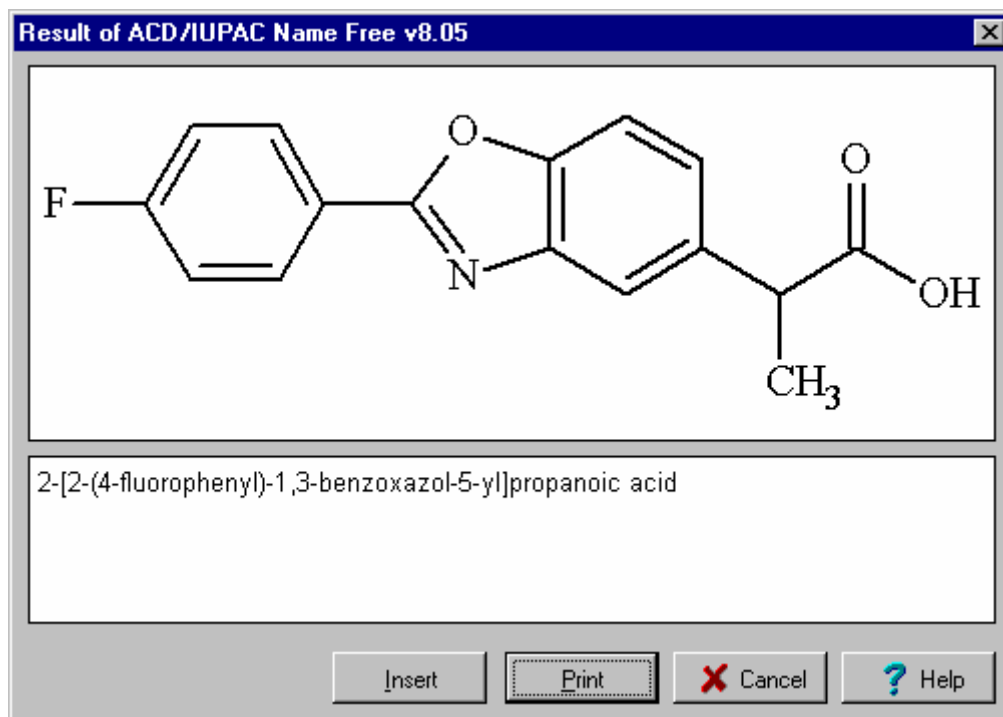 Result of ACD/IUPAC Name Free v8.05
F
O
N
O
OH
CH3
2-[2-(4-fluorophenyl)-1,3-benzoxazol-5-yl]propanoic acid
Insert
Print
Cancel
? Help